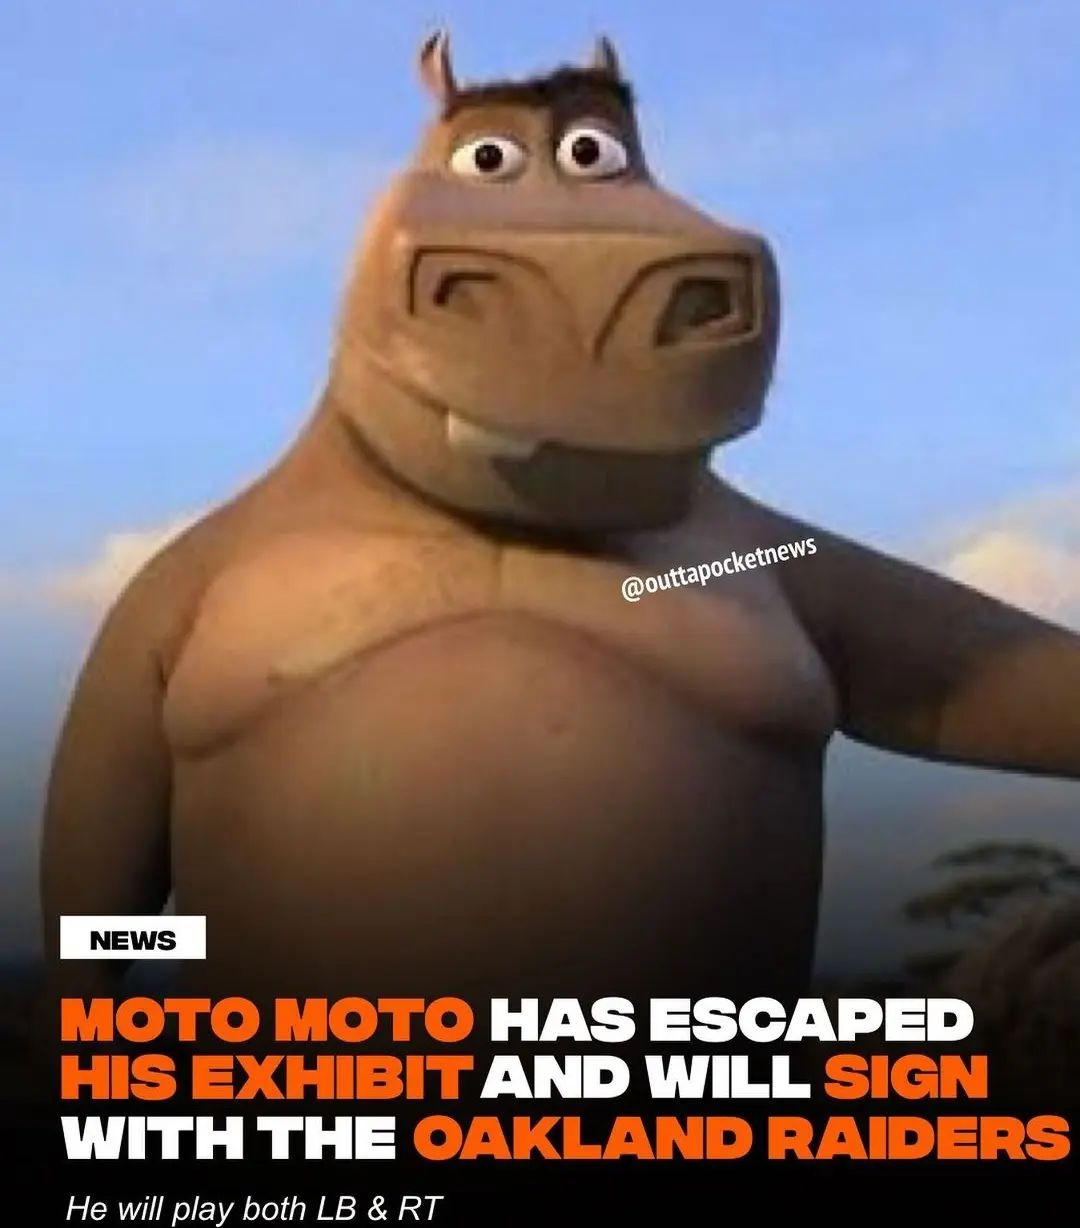 @outtapocketnews
NEWS
MOTO MOTO HAS ESCAPED
HIS EXHIBIT AND WILL SIGN
WITH THE OAKLAND RAIDERS
He will play both LB & RT